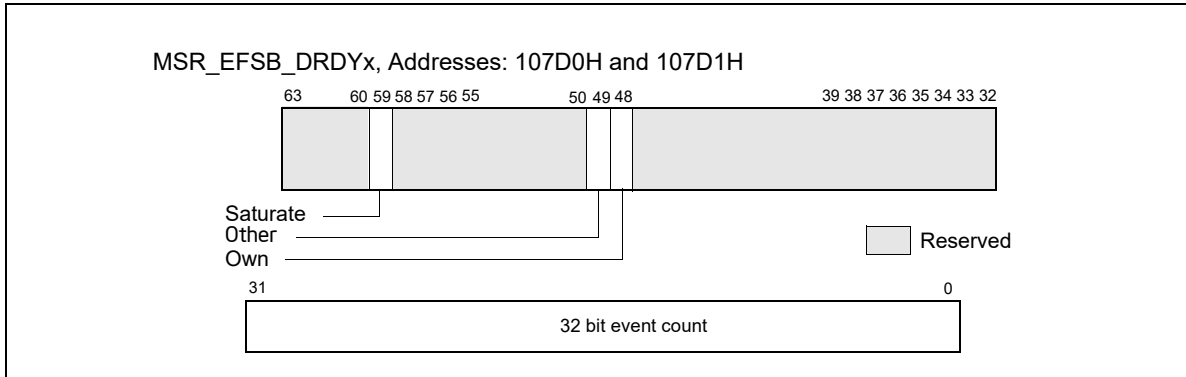 MSR_EFSB_DRDYx, Addresses: 107D0H and 107D1H
63 60 59 58 57 56 55 50 49 48 39 38 37 36 35 34 33 32
Saturate
Other
Own
Reserved
31 0
32 bit event count